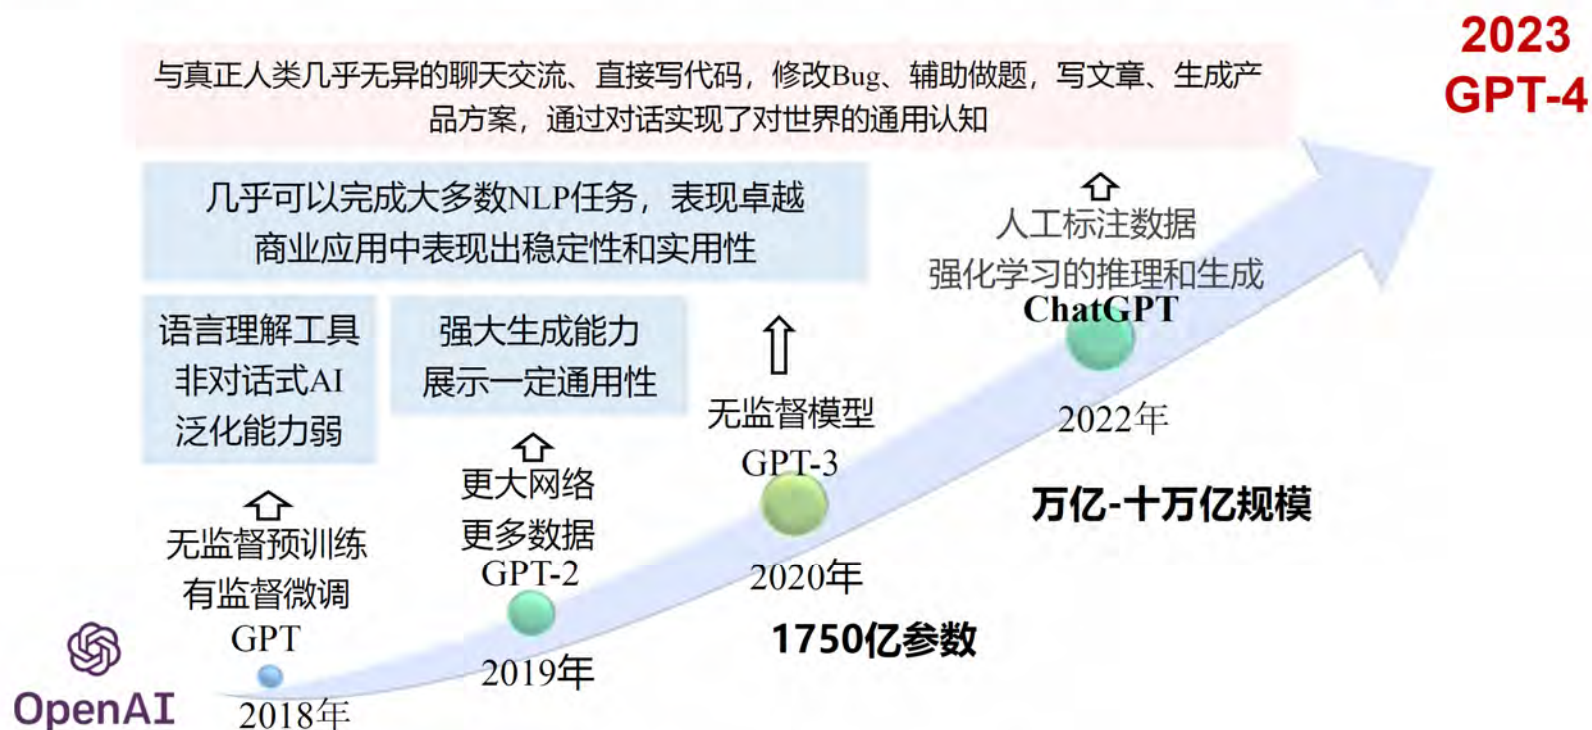 2023
GPT-4
与真正人类几乎无异的聊天交流、直接写代码，修改Bug、辅助做题，写文章、生成产
品方案，通过对话实现了对世界的通用认知
几乎可以完成大多数NLP任务，表现卓越
商业应用中表现出稳定性和实用性
人工标注数据
强化学习的推理和生成
ChatGPT
2022年
万亿-十万亿规模
语言理解工具
非对话式AI
泛化能力弱
强大生成能力
展示一定通用性
无监督模型
GPT-3
2020年
1750亿参数
更大网络
更多数据
GPT-2
2019年
无监督预训练
有监督微调
GPT
2018年
OpenAI